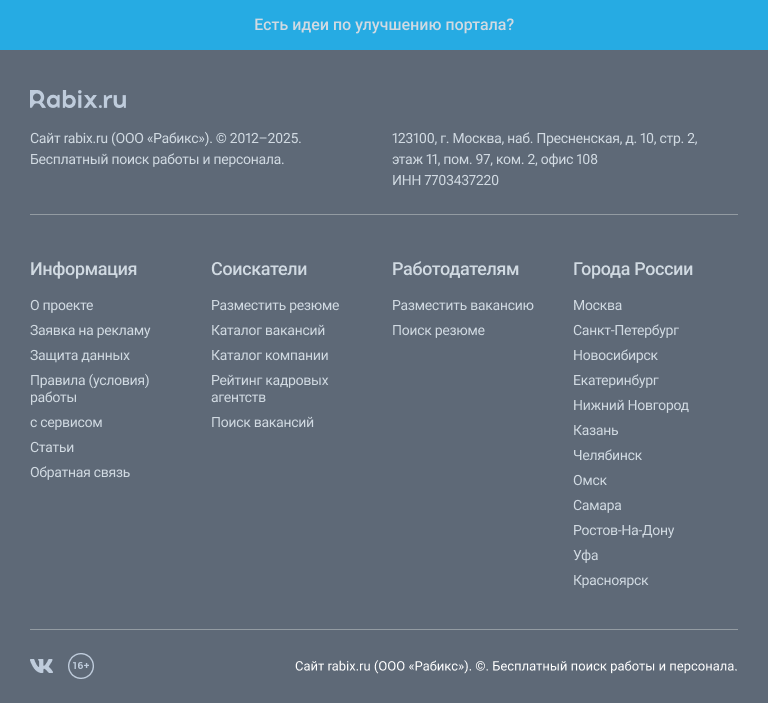 Есть идеи по улучшению портала?
Rabix.ru
Сайт rabix.ru (ООО «Рабикс»). © 2012–2025.
Бесплатный поиск работы и персонала.
123100, г. Москва, наб. Пресненская, д. 10, стр. 2,
этаж 11, пом. 97, ком. 2, офис 108
ИНН 7703437220
Информация
О проекте
Заявка на рекламу
Защита данных
Правила (условия)
работы
с сервисом
Статьи
Обратная связь
Соискатели
Разместить резюме
Каталог вакансий
Каталог компании
Рейтинг кадровых
агентств
Поиск вакансий
Работодателям
Разместить вакансию
Поиск резюме
Города России
Москва
Санкт-Петербург
Новосибирск
Екатеринбург
Нижний Новгород
Казань
Челябинск
Омск
Самара
Ростов-На-Дону
Уфа
Красноярск
16+
Сайт rabix.ru (ООО «Рабикс»). ©. Бесплатный поиск работы и персонала.